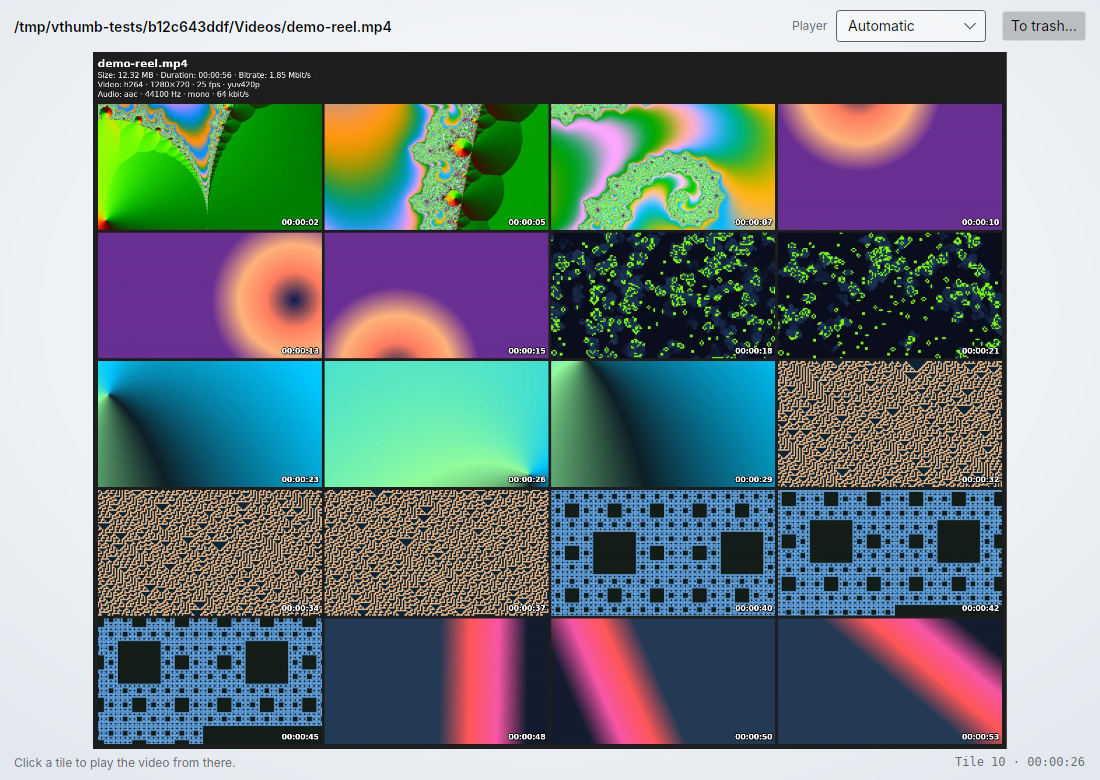 /tmp/vthumb-tests/b12c643ddf/Videos/demo-reel.mp4
Player
Automatic
To trash...
demo-reel.mp4
Size: 12.32 MB · Duration: 00:00:56 · Bitrate: 1.85 Mbit/s
Video: h264 · 1280×720 · 25 fps · yuv420p
Audio: aac · 44100 Hz · mono · 64 kbit/s
00:00:02
00:00:05
00:00:07
00:00:10
00:00:13
00:00:15
00:00:18
00:00:21
00:00:23
00:00:26
00:00:29
00:00:32
00:00:34
00:00:37
00:00:40
00:00:42
00:00:45
00:00:48
00:00:50
00:00:53
Click a tile to play the video from there.
Tile 10 · 00:00:26